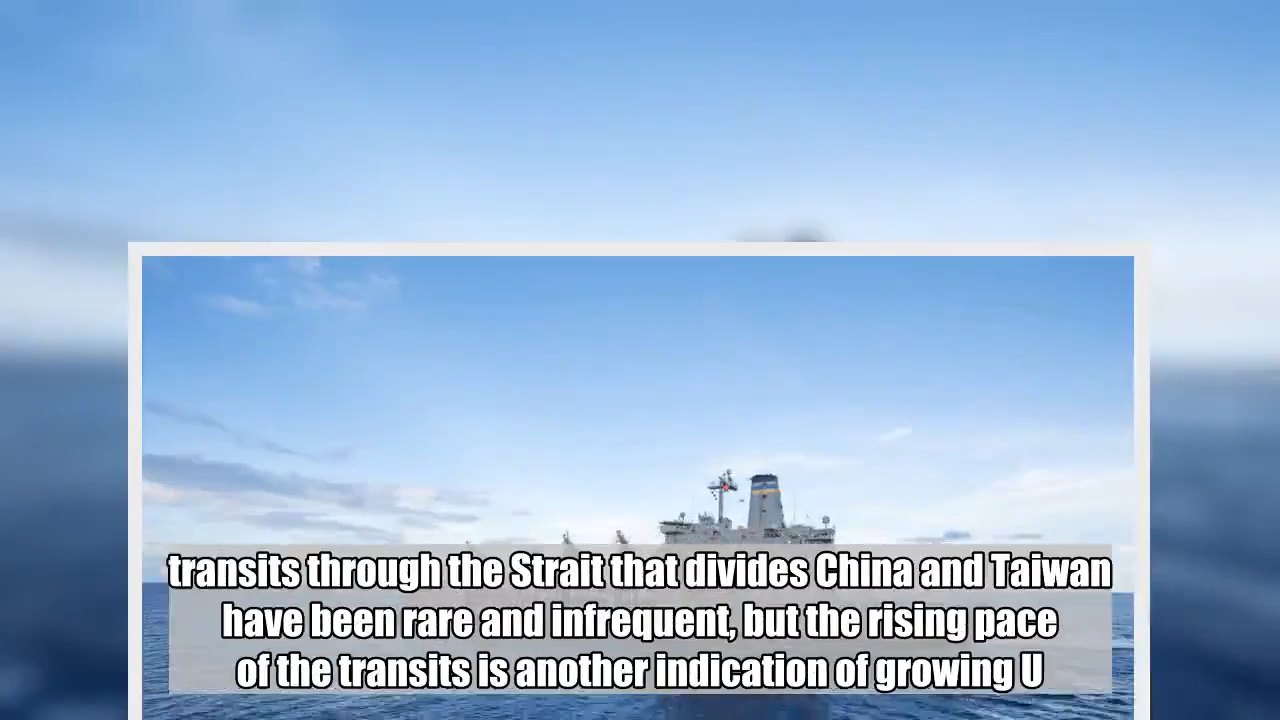 transits through the Strait that divides China and Taiwan
have been rare and infrequent, but the rising pace
of the transits is another indication of growing U